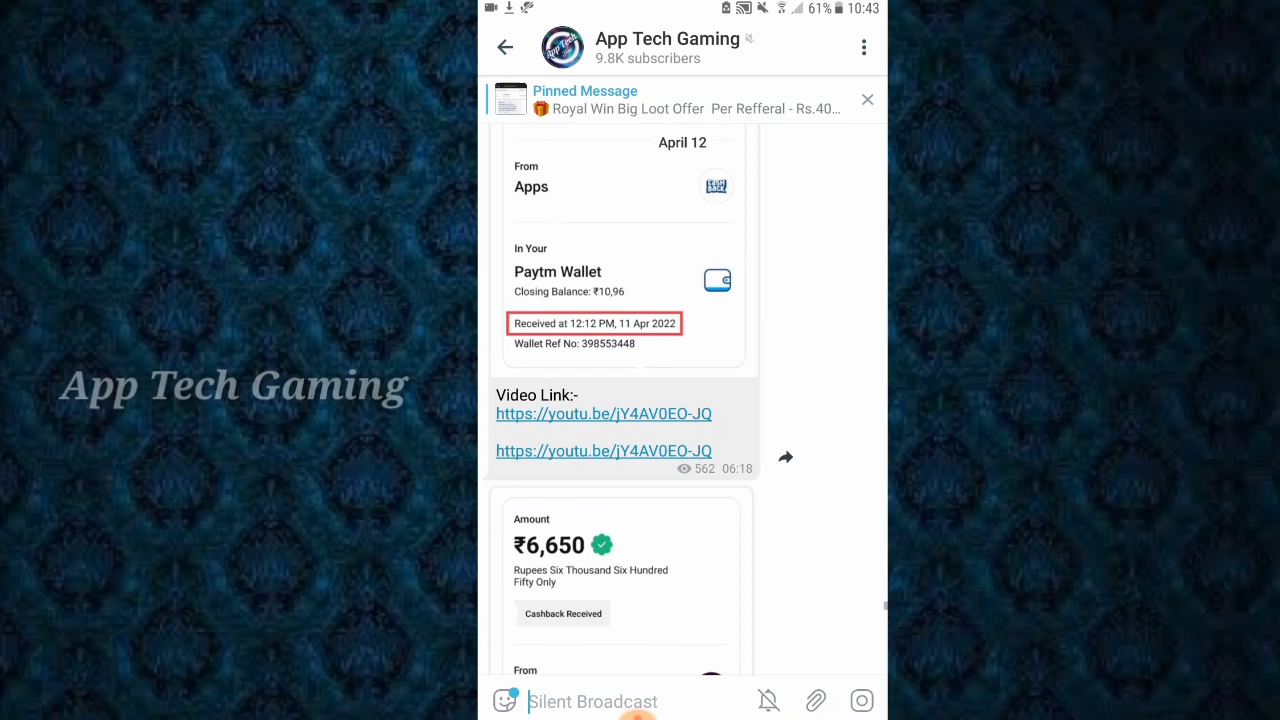 61% 10:43
App Tech Gaming
9.8K subscribers
Pinned Message
🎁 Royal Win Big Loot Offer Per Refferal - Rs.40...
April 12
From
Apps
CASH BACK
In Your
Paytm Wallet
Closing Balance: ₹10,96
Received at 12:12 PM, 11 Apr 2022
Wallet Ref No: 398553448
App Tech Gaming
Video Link:-
https://youtu.be/jY4AV0EO-JQ
https://youtu.be/jY4AV0EO-JQ
562 06:18
Amount
₹6,650
Rupees Six Thousand Six Hundred
Fifty Only
Cashback Received
From
Silent Broadcast